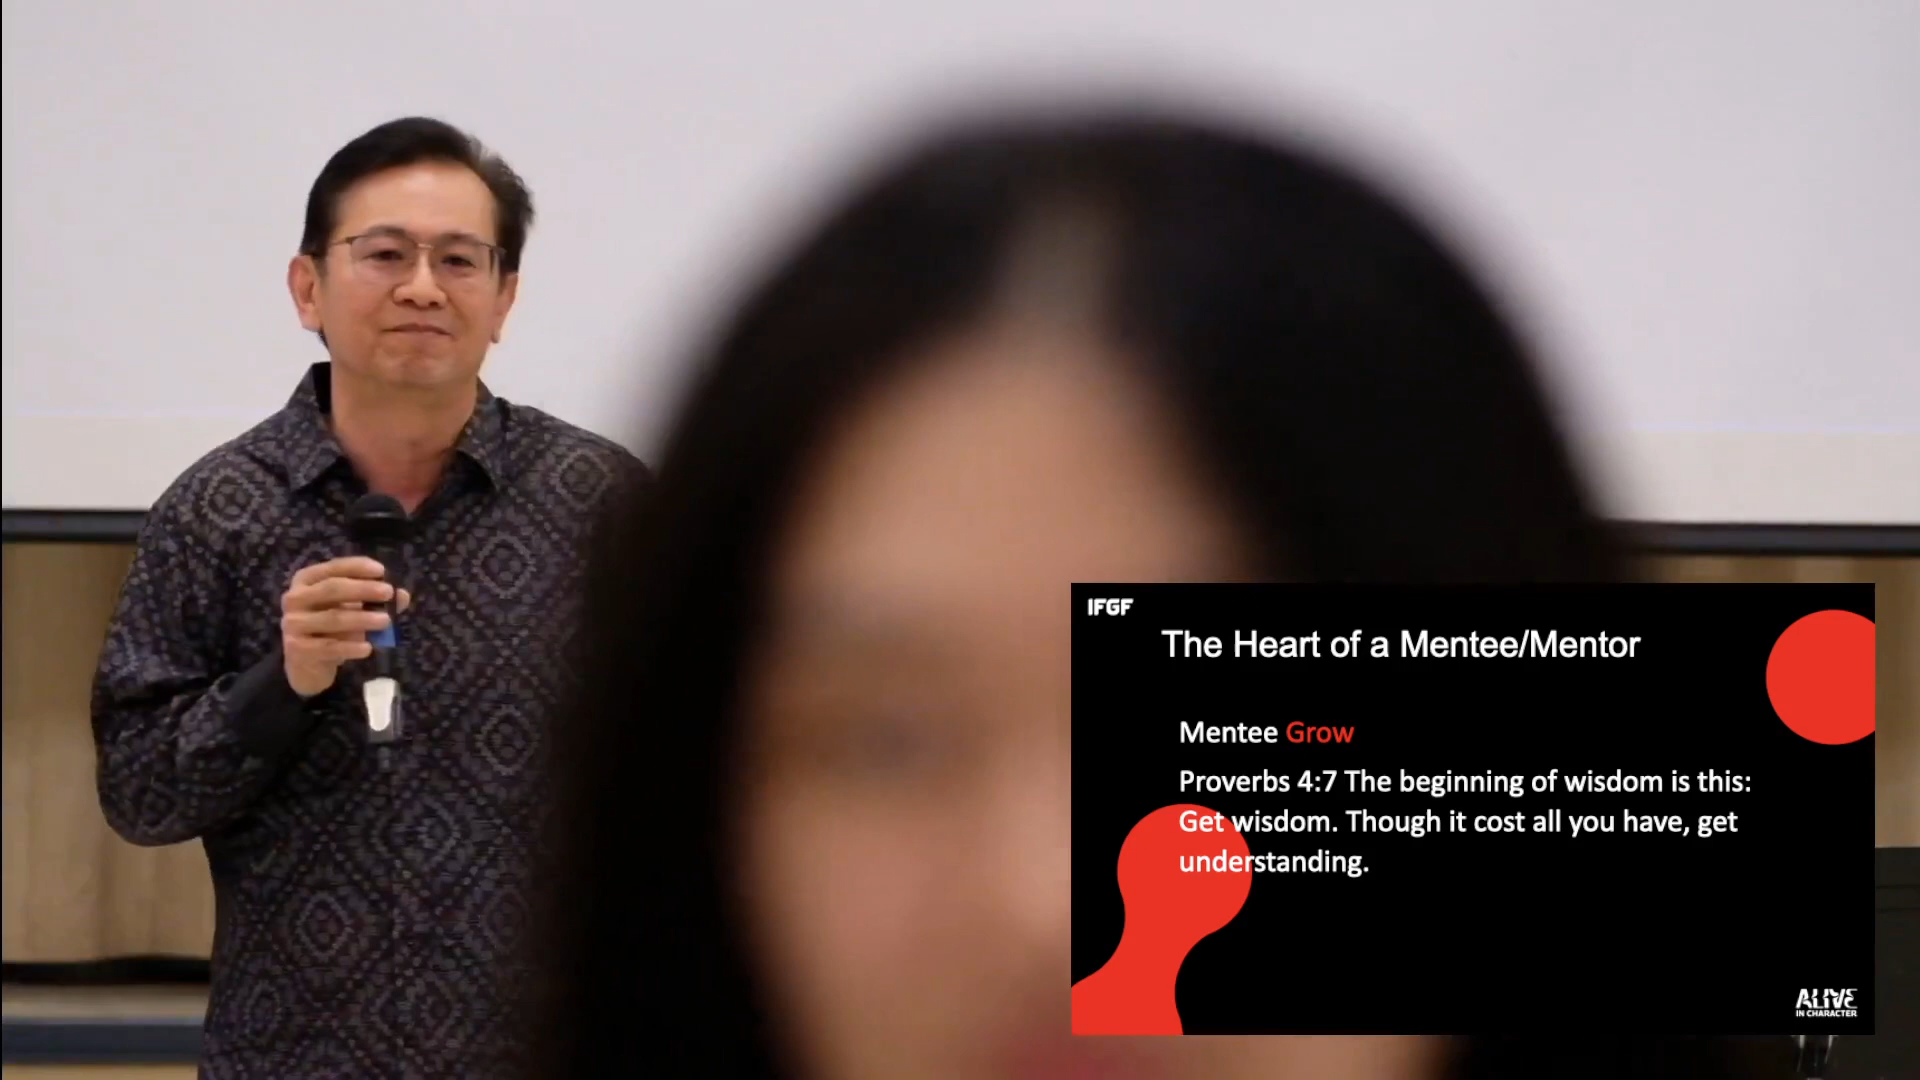 IFGF
The Heart of a Mentee/Mentor
Mentee Grow
Proverbs 4:7 The beginning of wisdom is this:
Get wisdom. Though it cost all you have, get
understanding.
ALIVE
IN CHARACTER